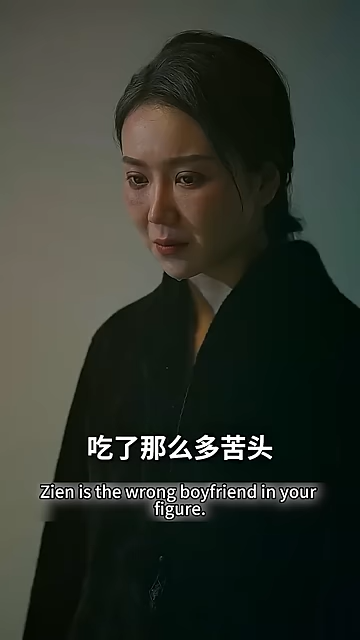 吃了那么多苦头
Zien is the wrong boyfriend in your
figure.